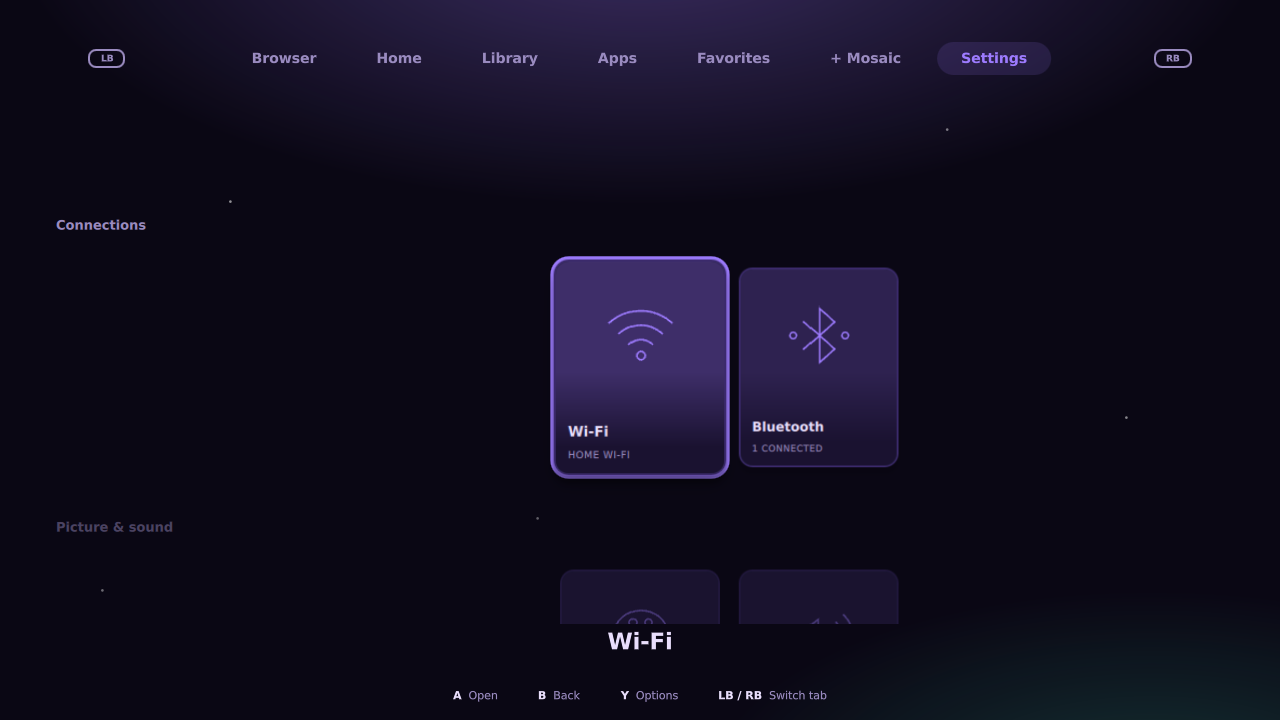 LB Browser Home Library Apps Favorites + Mosaic Settings RB
Connections
Wi-Fi
HOME WI-FI
Bluetooth
1 CONNECTED
Picture & sound
Wi-Fi
A Open B Back Y Options LB / RB Switch tab